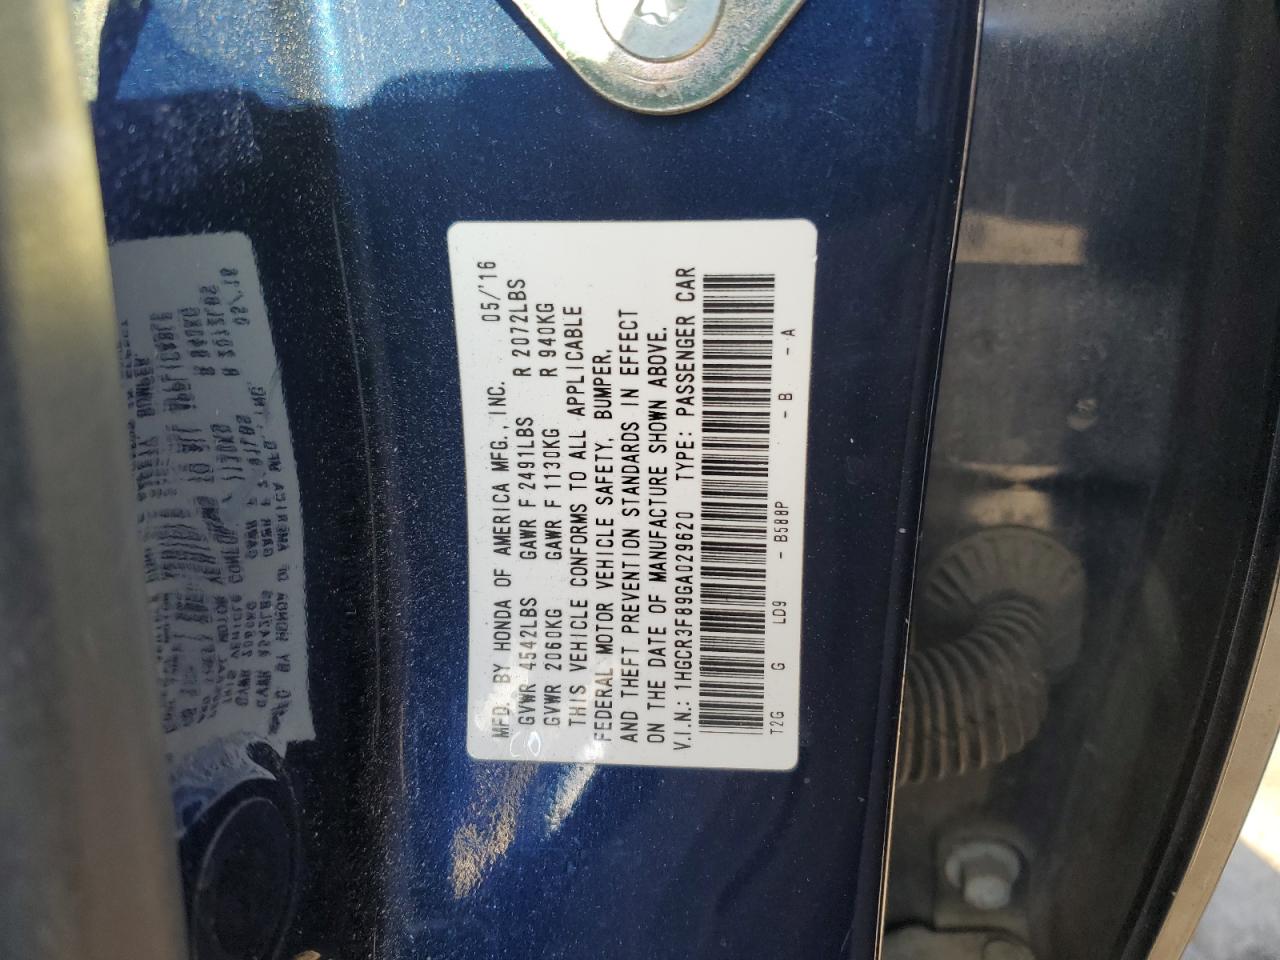 MFD. BY HONDA OF AMERICA MFG., INC. 05/'16
GVWR 4542LBS GAWR F 2491LBS R 2072LBS
GVWR 2060KG GAWR F 1130KG R 940KG
THIS VEHICLE CONFORMS TO ALL APPLICABLE
FEDERAL MOTOR VEHICLE SAFETY, BUMPER,
AND THEFT PREVENTION STANDARDS IN EFFECT
ON THE DATE OF MANUFACTURE SHOWN ABOVE.
V.I.N.: 1HGCR3F89GA029620 TYPE: PASSENGER CAR
T2G G LD9 - B588P - B - A